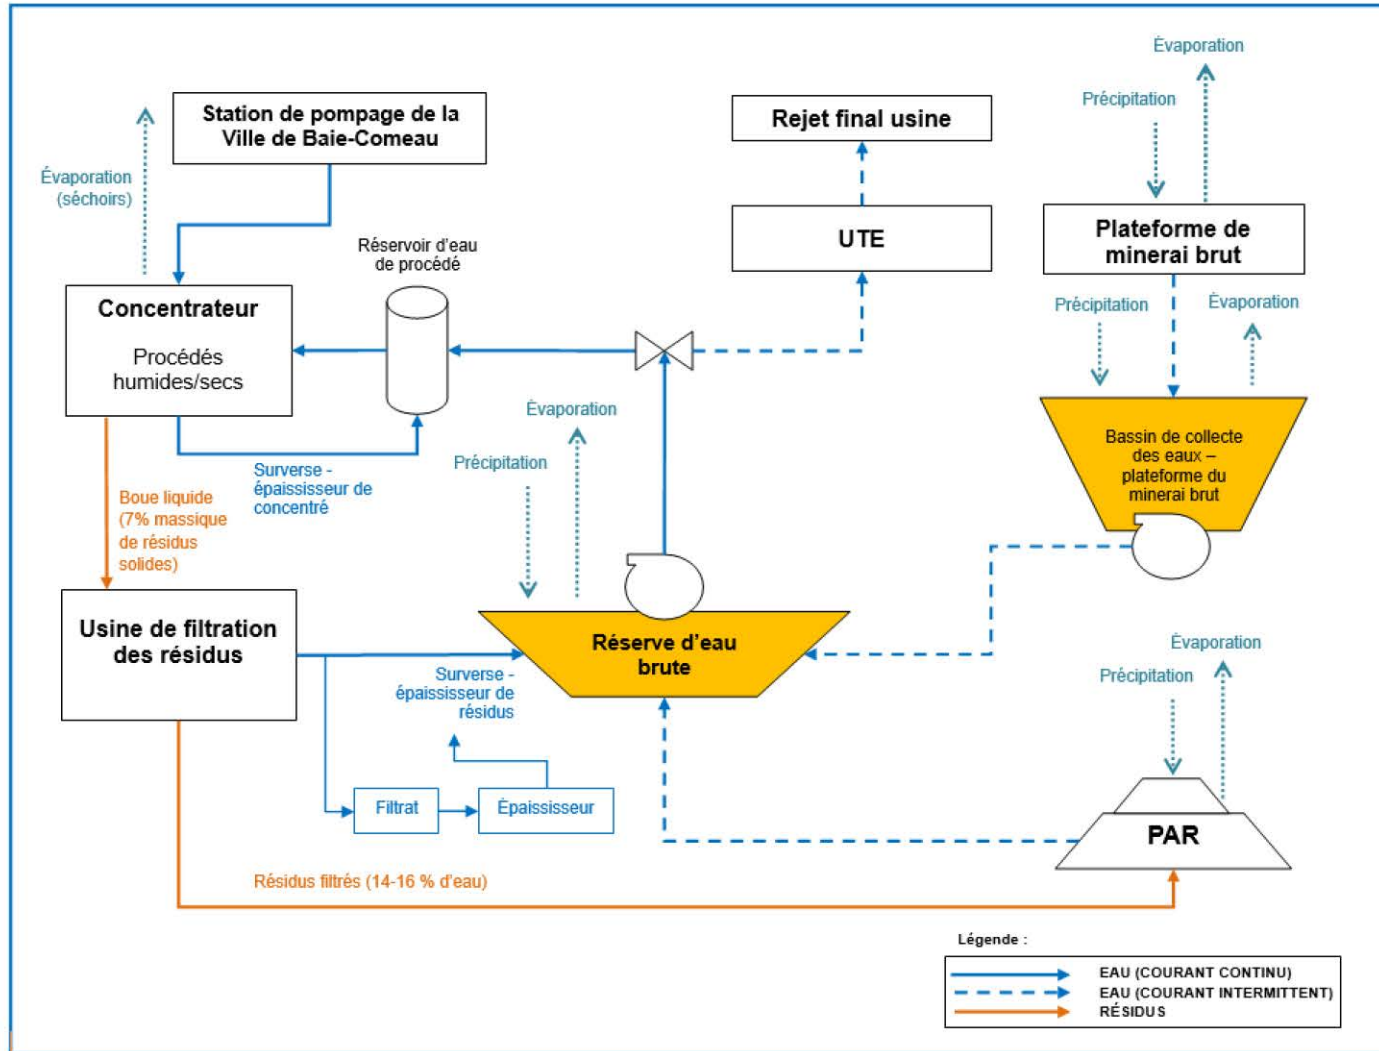 Évaporation
Précipitation
Station de pompage de la
Ville de Baie-Comeau
Rejet final usine
Évaporation
(séchoirs)
UTE
Plateforme de
minerai brut
Réservoir d'eau
de procédé
Concentrateur
Procédés
humides/secs
Précipitation
Évaporation
Évaporation
Précipitation
Bassin de collecte
des eaux –
plateforme du
minerai brut
Surverse -
épaississeur de
concentré
Boue liquide
(7% massique
de résidus
solides)
Usine de filtration
des résidus
Réserve d'eau
brute
Surverse -
épaississeur de
résidus
Évaporation
Précipitation
Filtrat
Épaississeur
PAR
Résidus filtrés (14-16 % d'eau)
Légende :
EAU (COURANT CONTINU)
EAU (COURANT INTERMITTENT)
RÉSIDUS